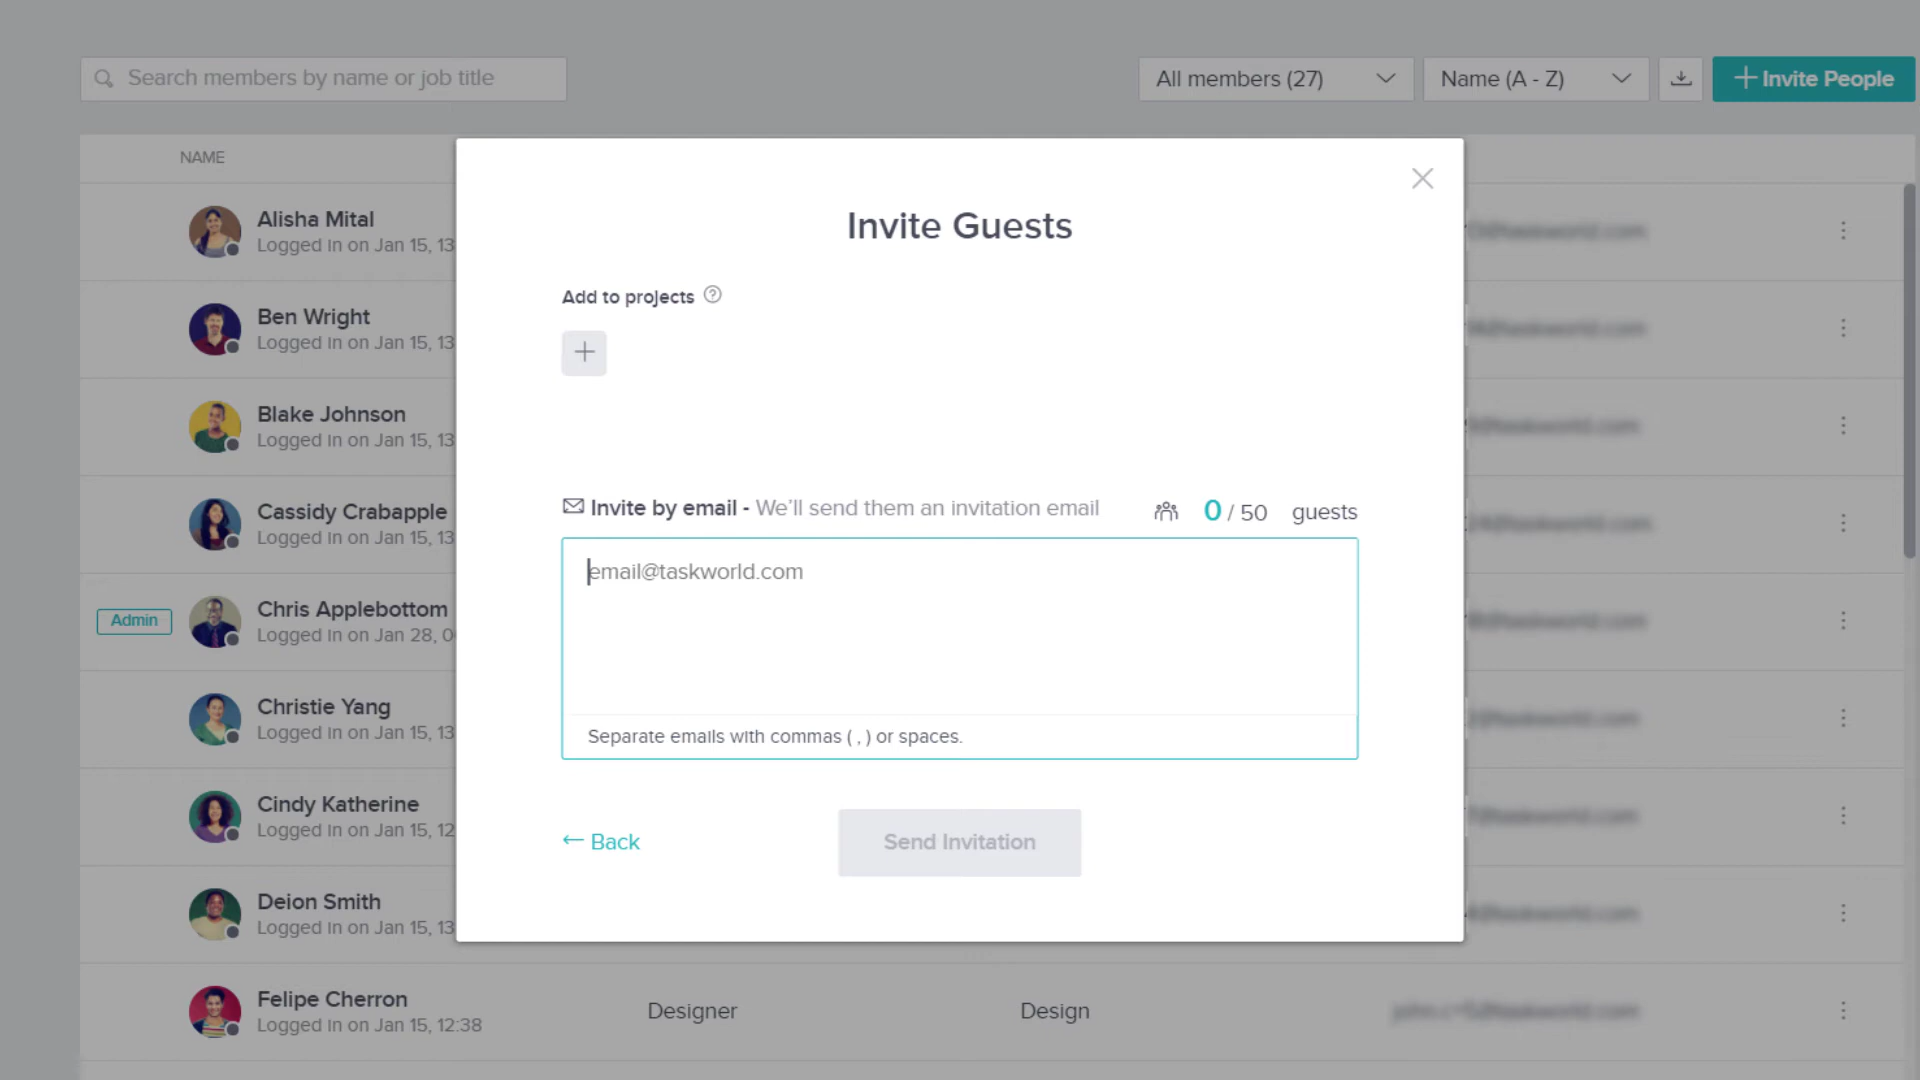 Search members by name or job title
All members (27)
Name (A - Z)
Invite People
NAME
Invite Guests
Add to projects
Invite by email - We'll send them an invitation email
0 / 50 guests
email@taskworld.com
Separate emails with commas ( , ) or spaces.
Back
Send Invitation
Alisha Mital
Logged in on Jan 15, 13
Ben Wright
Logged in on Jan 15, 13
Blake Johnson
Logged in on Jan 15, 13
Cassidy Crabapple
Logged in on Jan 15, 13
Admin
Chris Applebottom
Logged in on Jan 28, 0
Christie Yang
Logged in on Jan 15, 13
Cindy Katherine
Logged in on Jan 15, 12
Deion Smith
Logged in on Jan 15, 13
Felipe Cherron
Logged in on Jan 15, 12:38
Designer
Design